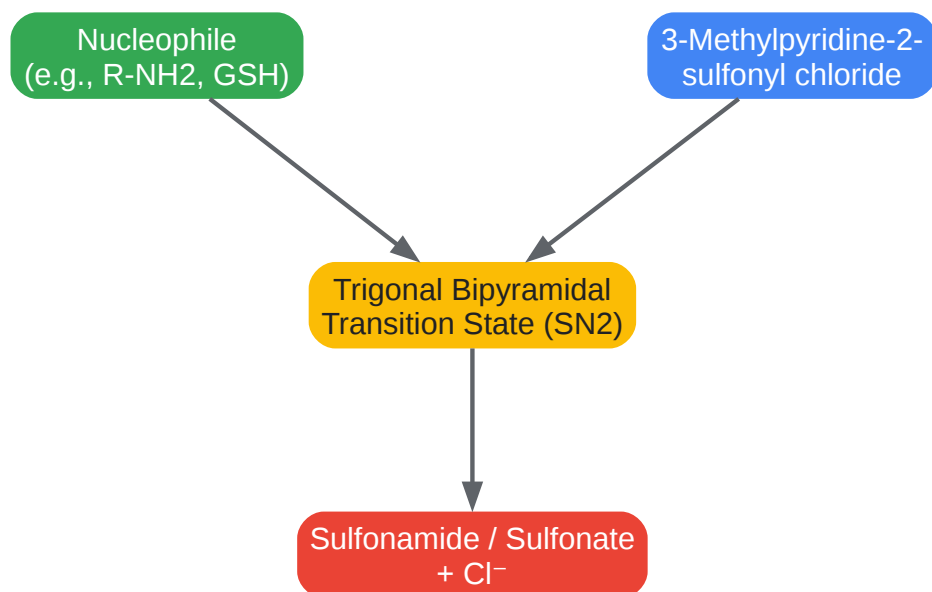 Nucleophile
(e.g., R-NH2, GSH)
3-Methylpyridine-2-
sulfonyl chloride
Trigonal Bipyramidal
Transition State (SN2)
Sulfonamide / Sulfonate
+ Cl⁻